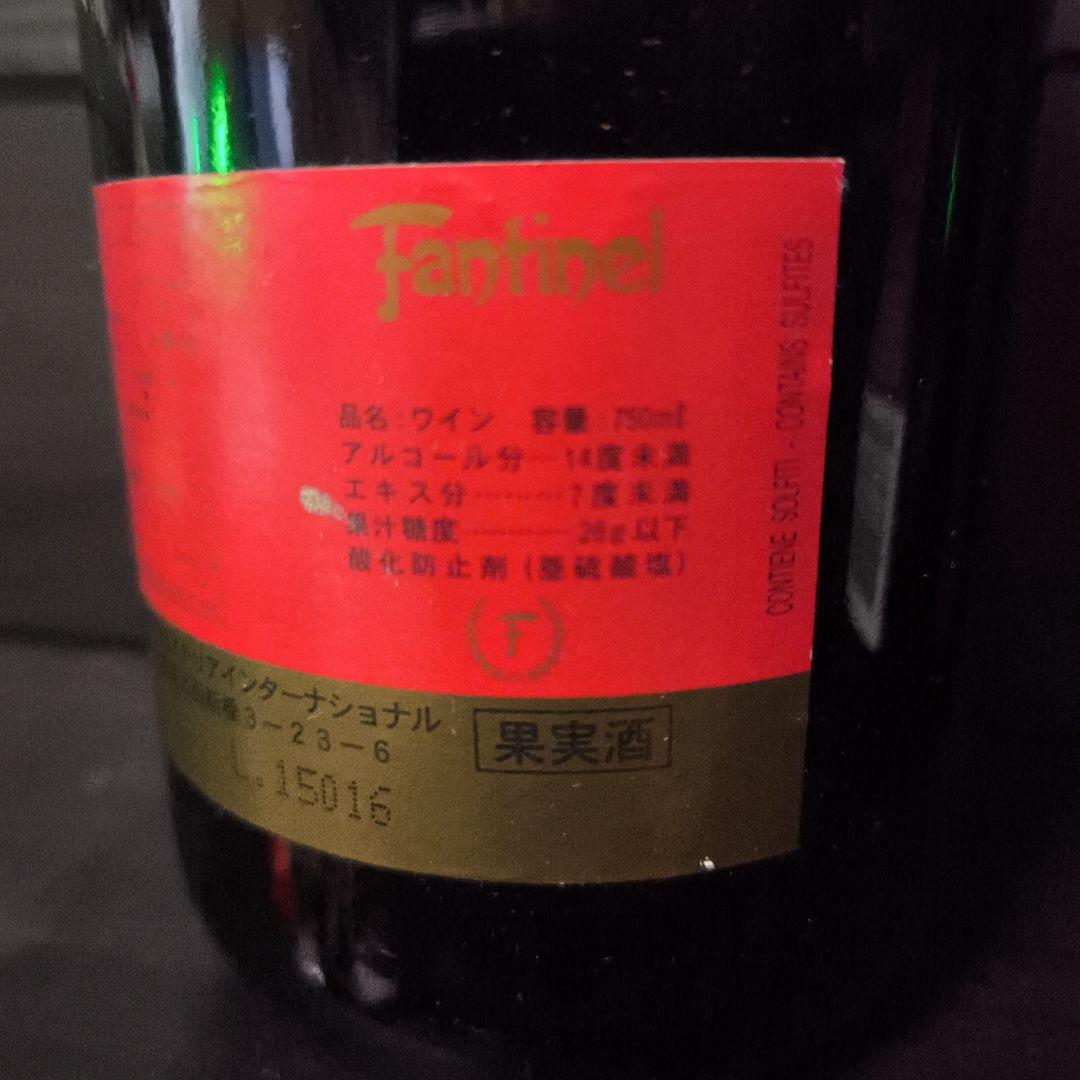 Fantinel
品名:ワイン 容量:750ml
アルコール分…14度未満
エキス分………7度未満
果汁糖度…………26g以下
酸化防止剤(亜硫酸塩)
F
インターナショナル
3-23-6
果実酒
L.15016
CONTIENE SOLFITI - CONTAINS SULFITES